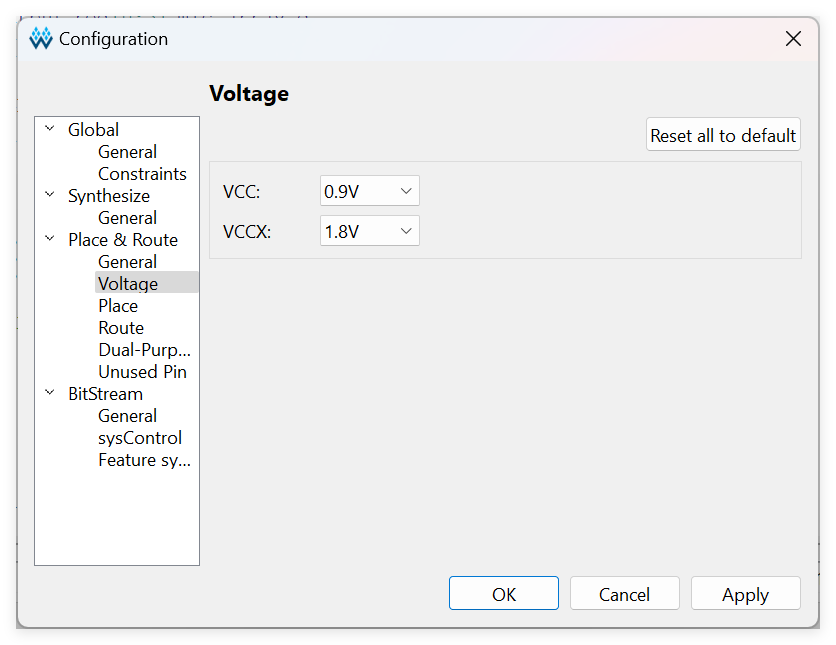 Configuration
Voltage
Reset all to default
Global
General
Constraints
Synthesize
General
Place & Route
General
Voltage
Place
Route
Dual-Purp...
Unused Pin
BitStream
General
sysControl
Feature sy...
VCC: 0.9V
VCCX: 1.8V
OK Cancel Apply